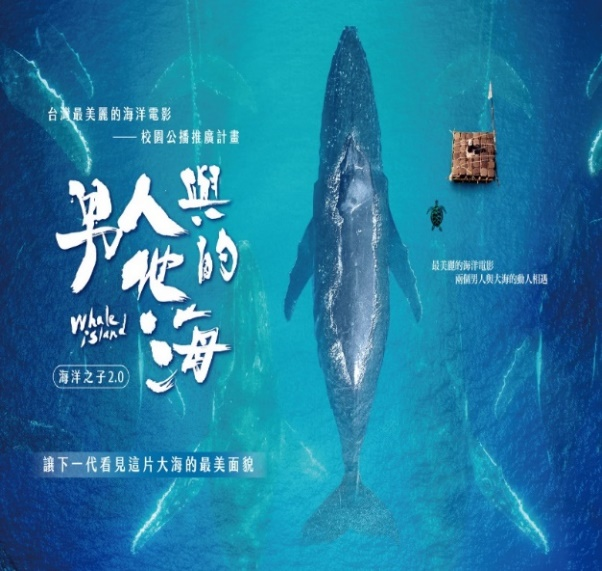 台灣最美麗的海洋電影
—— 校園公播推廣計畫
男人與他的海
Whale Island
海洋之子2.0
最美麗的海洋電影
兩個男人與大海的動人相遇
讓下一代看見這片大海的最美面貌